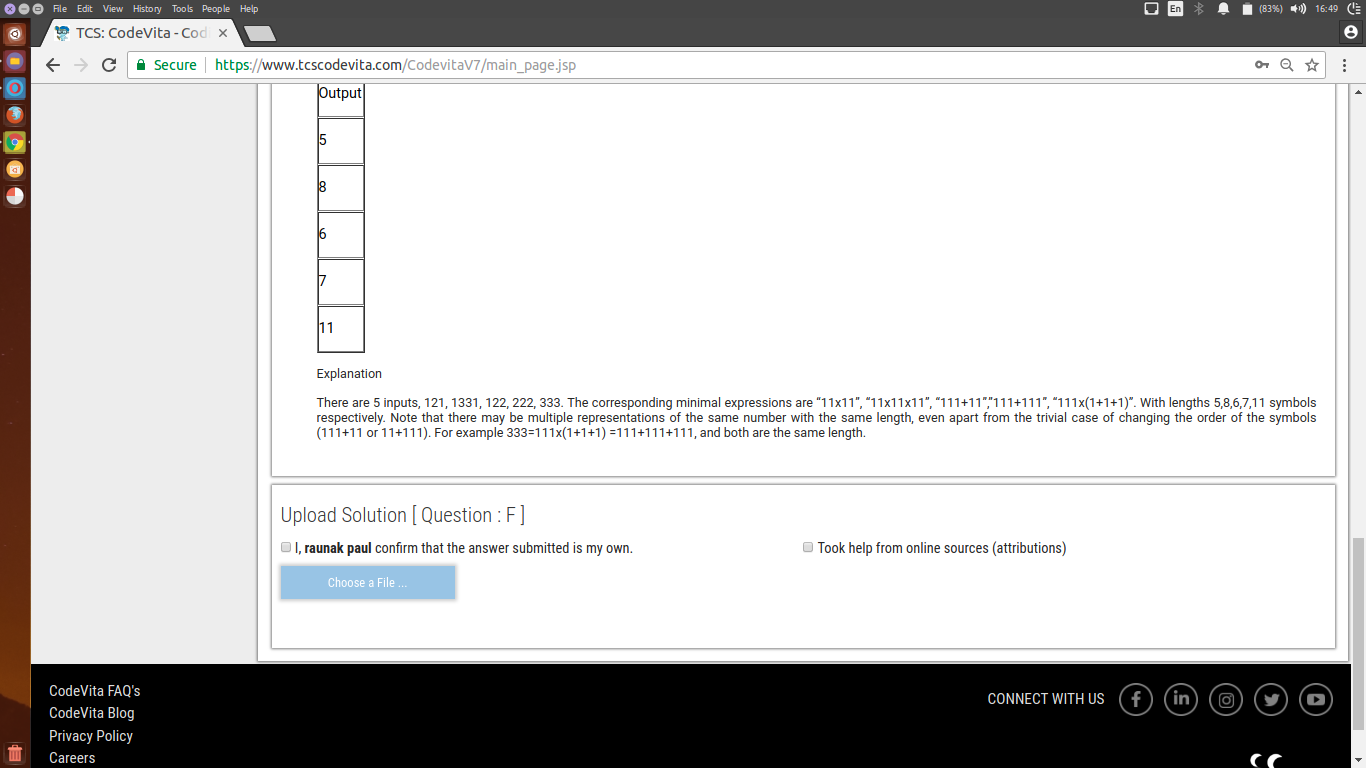 File Edit View History Tools People Help
En
(83%)
16:49
TCS: CodeVita - Cod
Secure
https://www.tcscodevita.com/CodevitaV7/main_page.jsp
Output
5
8
6
7
11
Explanation
There are 5 inputs, 121, 1331, 122, 222, 333. The corresponding minimal expressions are “11x11”, “11x11x11”, “111+11”,”111+111”, “111x(1+1+1)”. With lengths 5,8,6,7,11 symbols
respectively. Note that there may be multiple representations of the same number with the same length, even apart from the trivial case of changing the order of the symbols
(111+11 or 11+111). For example 333=111x(1+1+1) =111+111+111, and both are the same length.
Upload Solution [ Question : F ]
I, raunak paul confirm that the answer submitted is my own.
Took help from online sources (attributions)
Choose a File ...
CodeVita FAQ's
CodeVita Blog
Privacy Policy
Careers
CONNECT WITH US